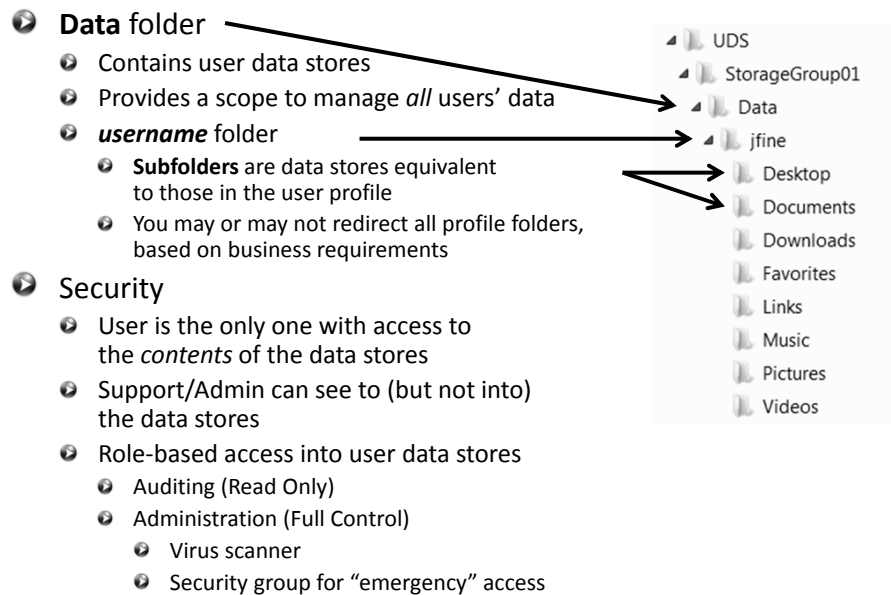 Data folder
Contains user data stores
Provides a scope to manage all users’ data
username folder
Subfolders are data stores equivalent
to those in the user profile
You may or may not redirect all profile folders,
based on business requirements
Security
User is the only one with access to
the contents of the data stores
Support/Admin can see to (but not into)
the data stores
Role-based access into user data stores
Auditing (Read Only)
Administration (Full Control)
Virus scanner
Security group for “emergency” access
UDS
StorageGroup01
Data
jfine
Desktop
Documents
Downloads
Favorites
Links
Music
Pictures
Videos